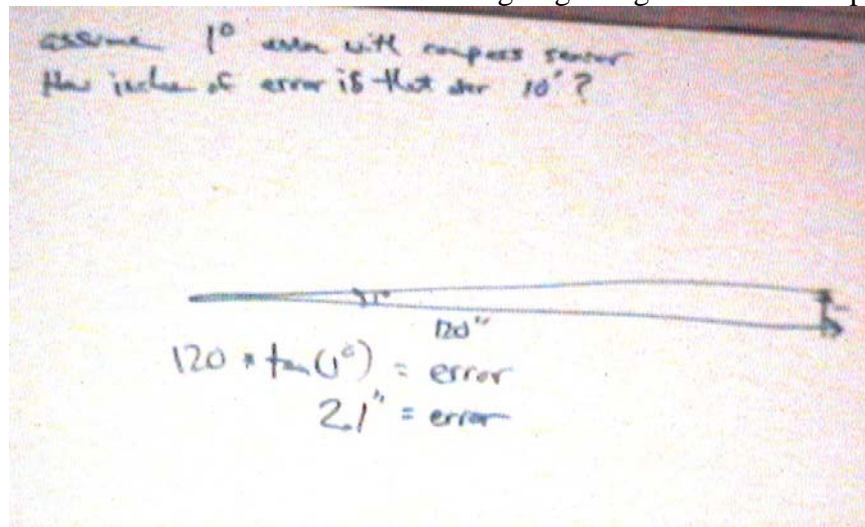 assume 1° error with compass sensor
How inches of error is that over 10'?
1°
120"
120 * tan(1°) = error
2.1" = error